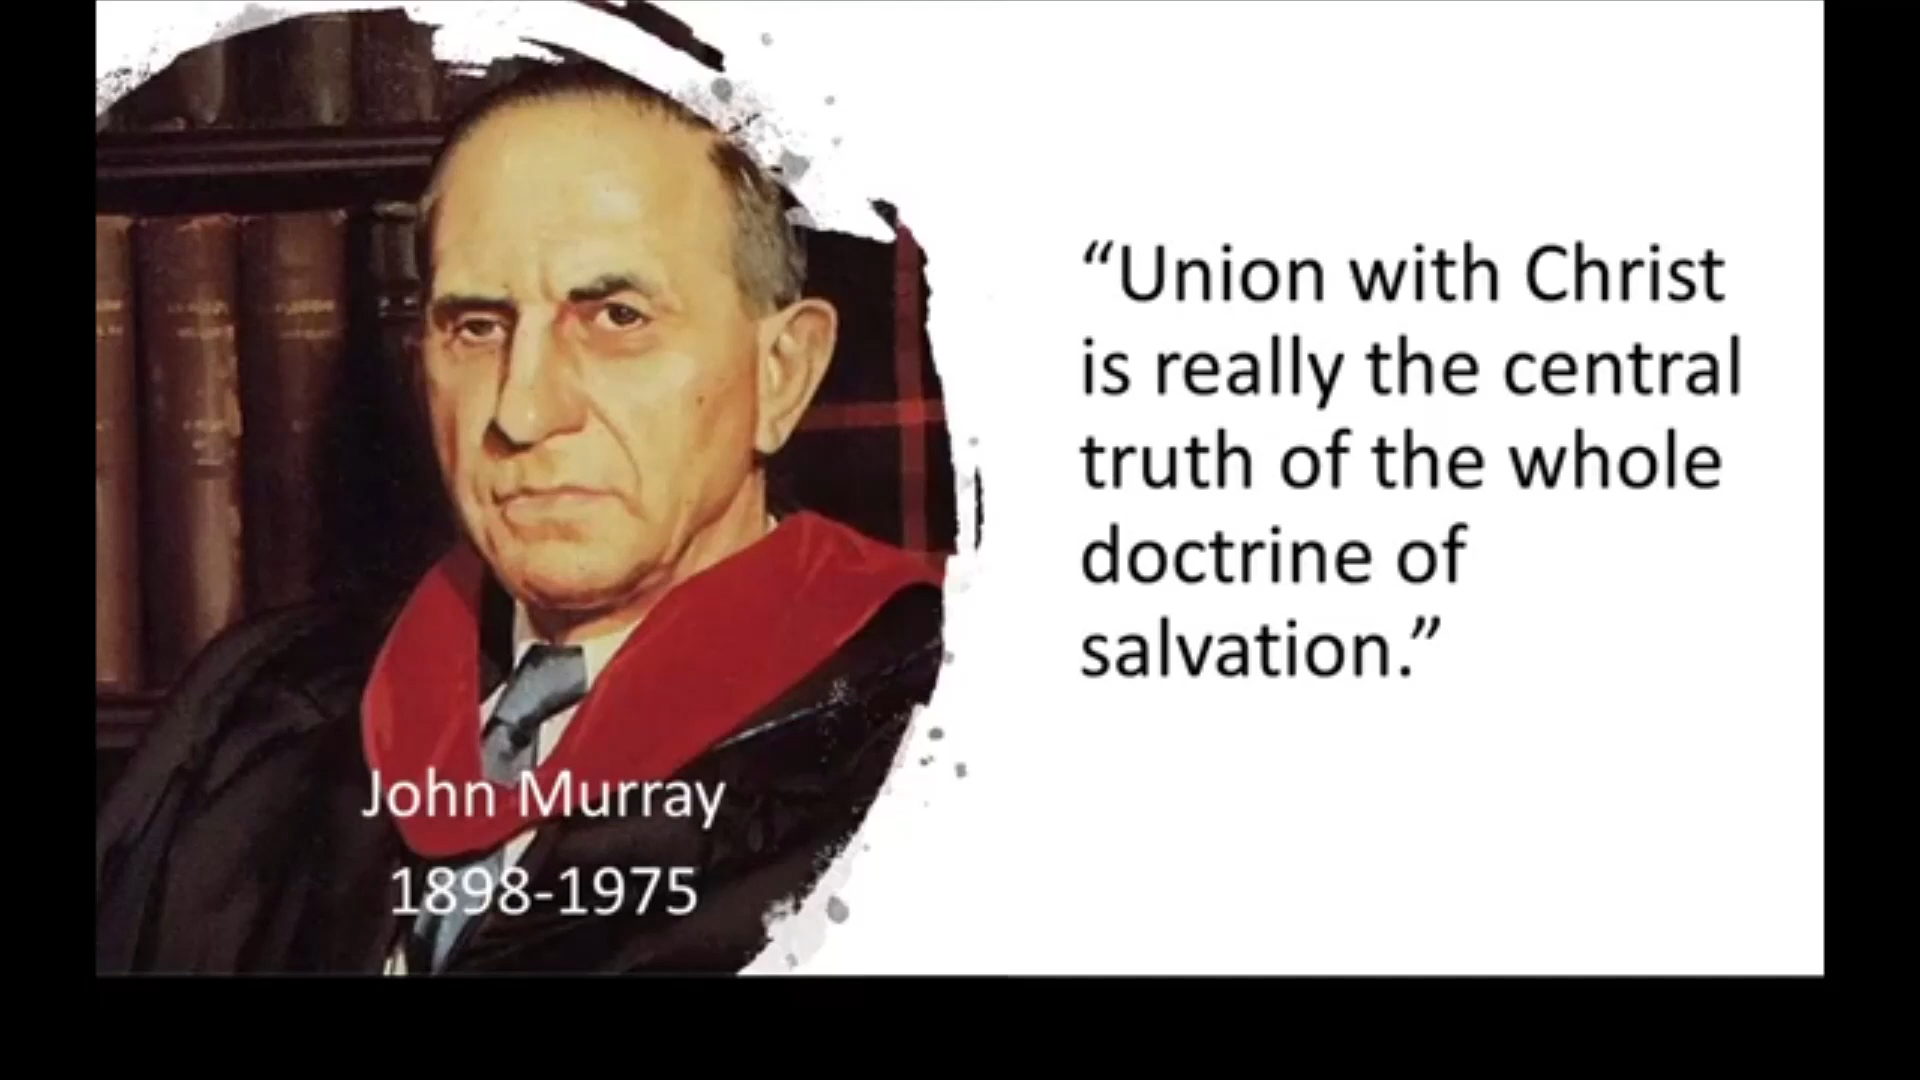 “Union with Christ
is really the central
truth of the whole
doctrine of
salvation.”
John Murray
1898-1975